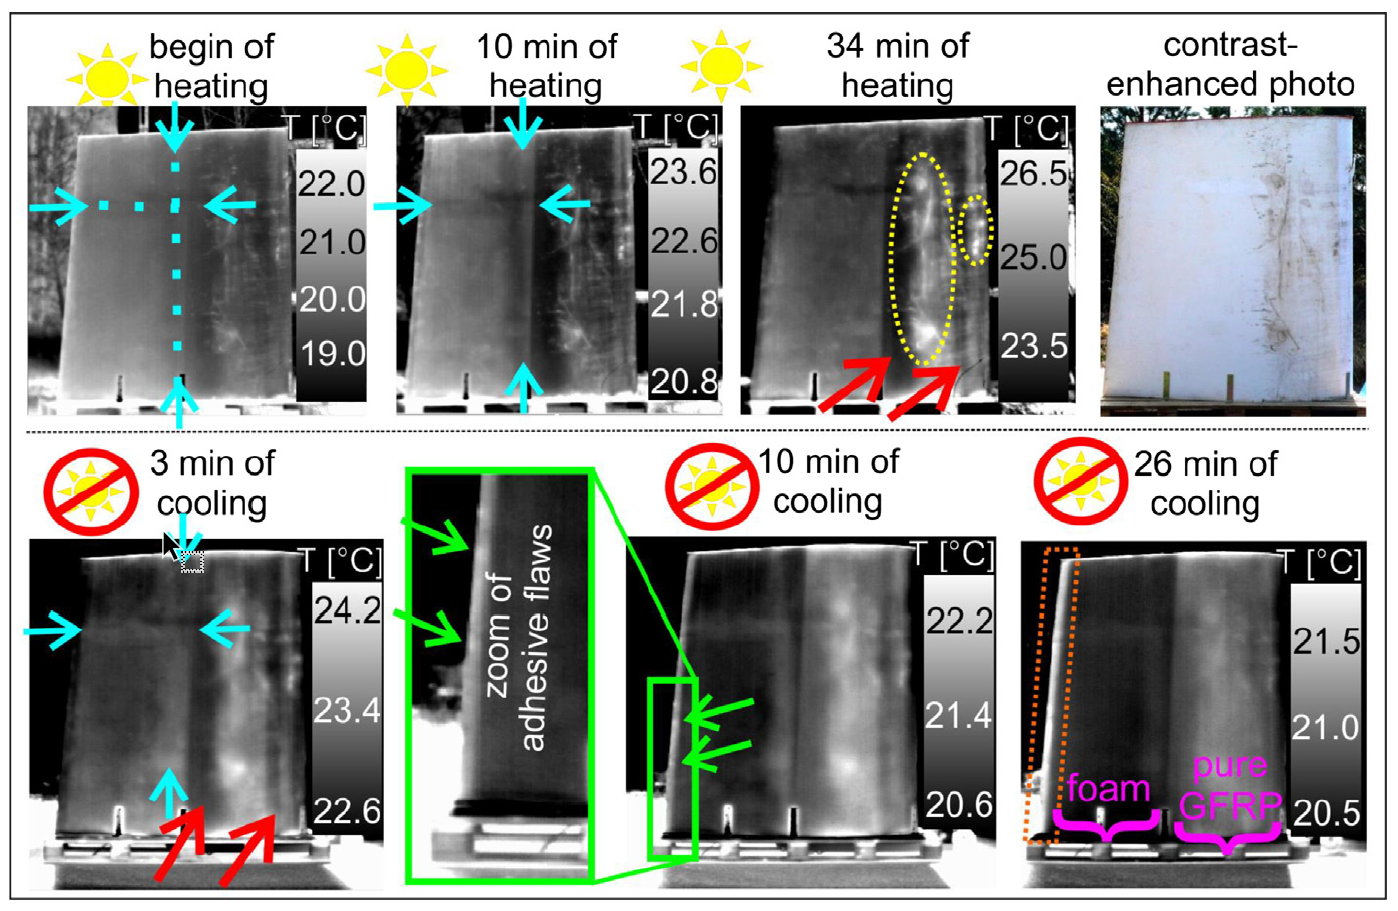 begin of
heating
T [°C]
22.0
21.0
20.0
19.0
10 min of
heating
T [°C]
23.6
22.6
21.8
20.8
34 min of
heating
T [°C]
26.5
25.0
23.5
contrast-
enhanced photo
3 min of
cooling
T [°C]
24.2
23.4
22.6
zoom of
adhesive flaws
10 min of
cooling
T [°C]
22.2
21.4
20.6
26 min of
cooling
T [°C]
21.5
21.0
20.5
foam
pure
GFRP